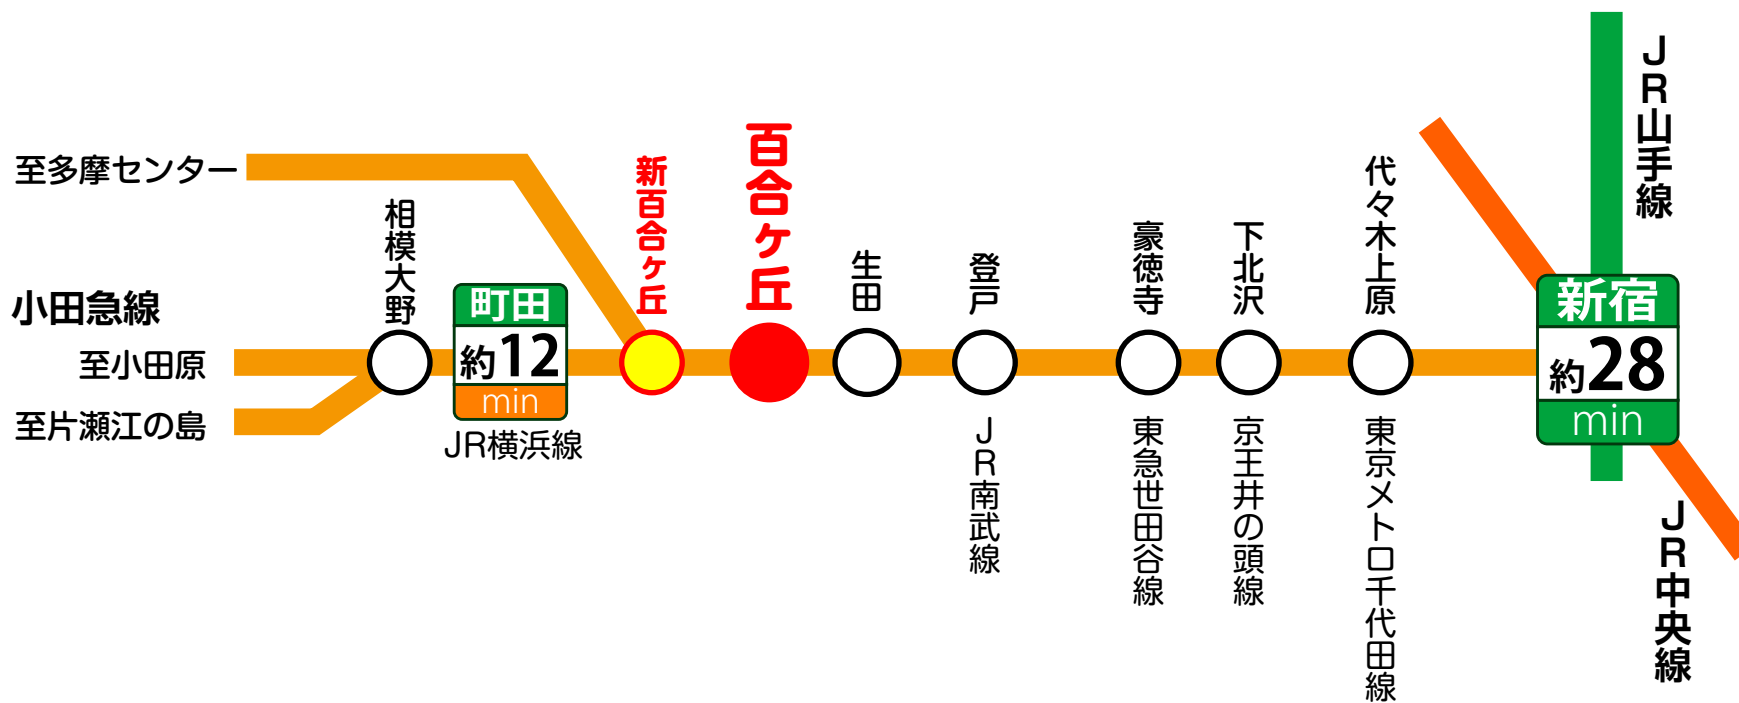 至多摩センター
小田急線
至小田原
至片瀬江の島
相模大野
町田
約12
min
JR横浜線
新百合ヶ丘
百合ヶ丘
生田
登戸
JR南武線
豪徳寺
東急世田谷線
下北沢
京王井の頭線
代々木上原
東京メトロ千代田線
新宿
約28
min
JR山手線
JR中央線